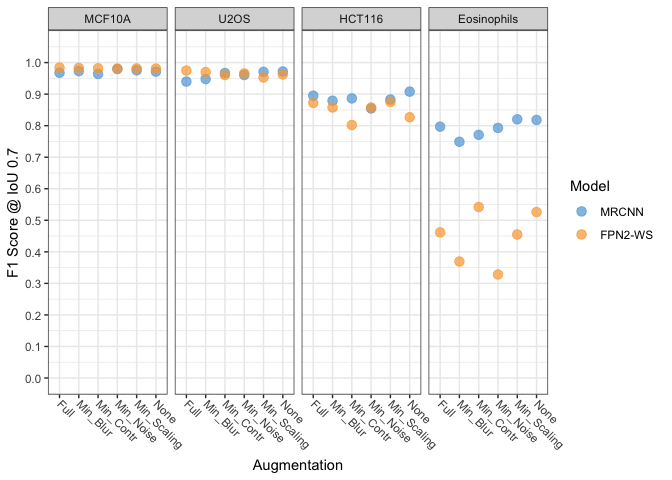 MCF10A
U2OS
HCT116
Eosinophils
F1 Score @ IoU 0.7
1.0
0.9
0.8
0.7
0.6
0.5
0.4
0.3
0.2
0.1
0.0
Full
Min_Blur
Min_Contr
Min_Noise
Min_Scaling
None
Full
Min_Blur
Min_Contr
Min_Noise
Min_Scaling
None
Full
Min_Blur
Min_Contr
Min_Noise
Min_Scaling
None
Full
Min_Blur
Min_Contr
Min_Noise
Min_Scaling
None
Augmentation
Model
MRCNN
FPN2-WS